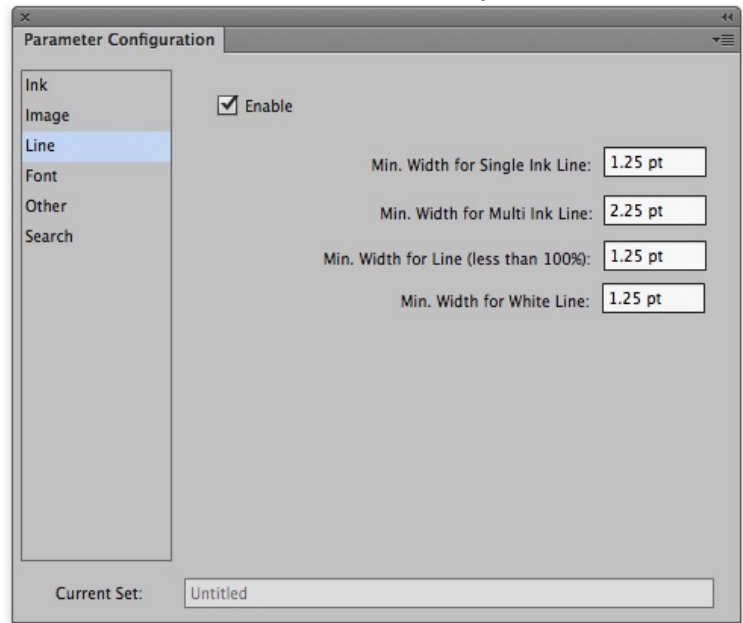 Parameter Configuration
Ink
Image
Line
Font
Other
Search
Enable
Min. Width for Single Ink Line: 1.25 pt
Min. Width for Multi Ink Line: 2.25 pt
Min. Width for Line (less than 100%): 1.25 pt
Min. Width for White Line: 1.25 pt
Current Set: Untitled